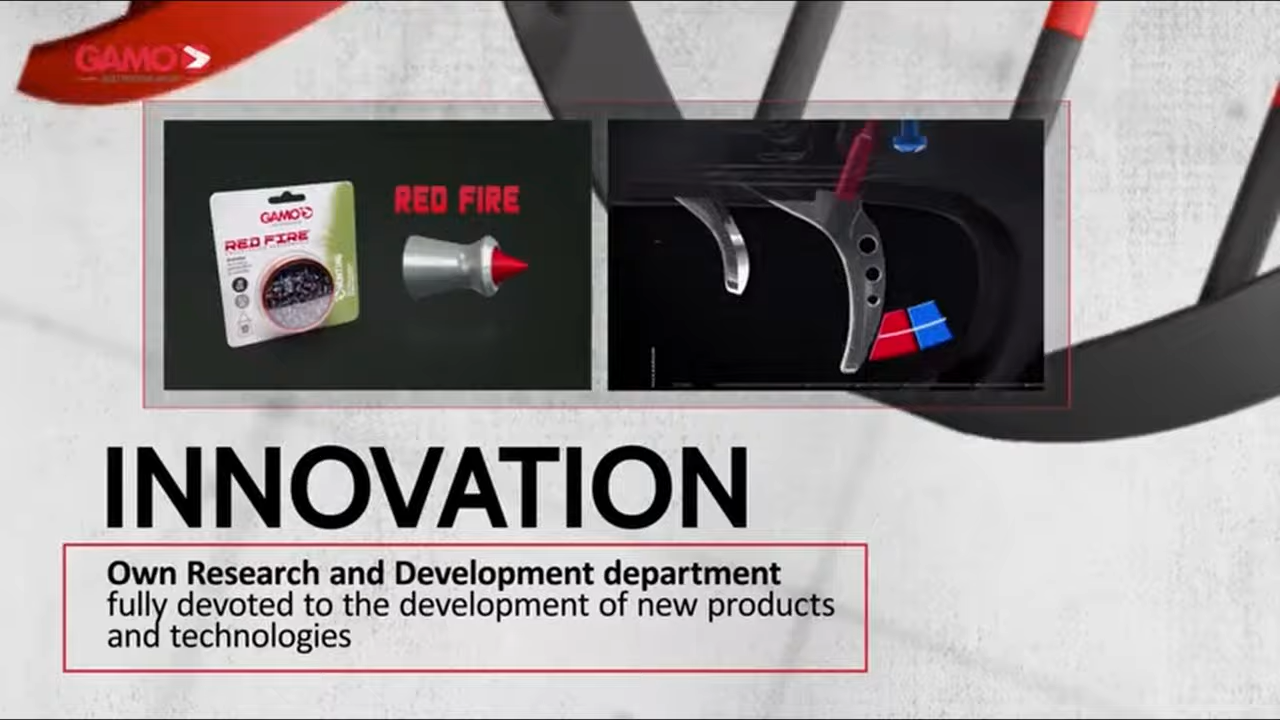 GAMO
RED FIRE
GAMO
RED FIRE
INNOVATION
Own Research and Development department
fully devoted to the development of new products
and technologies